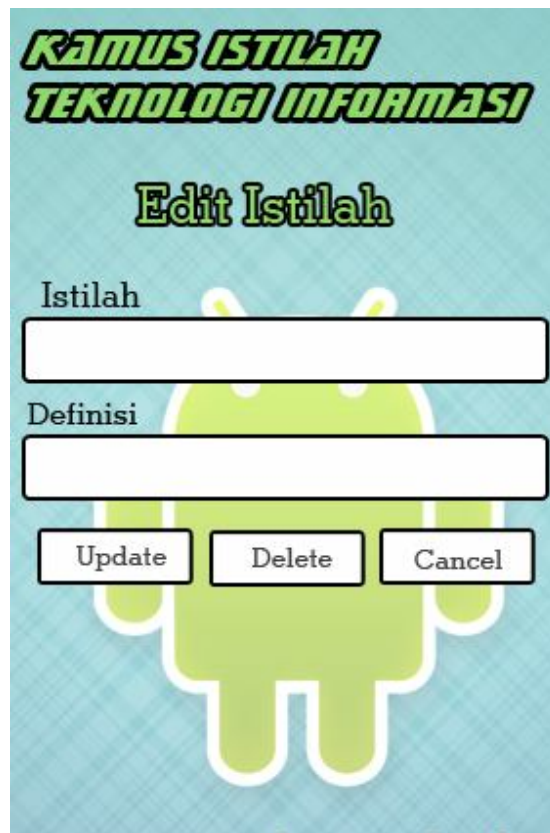 KAMUS ISTILAH
TEKNOLOGI INFORMASI
Edit Istilah
Istilah
Definisi
Update Delete Cancel